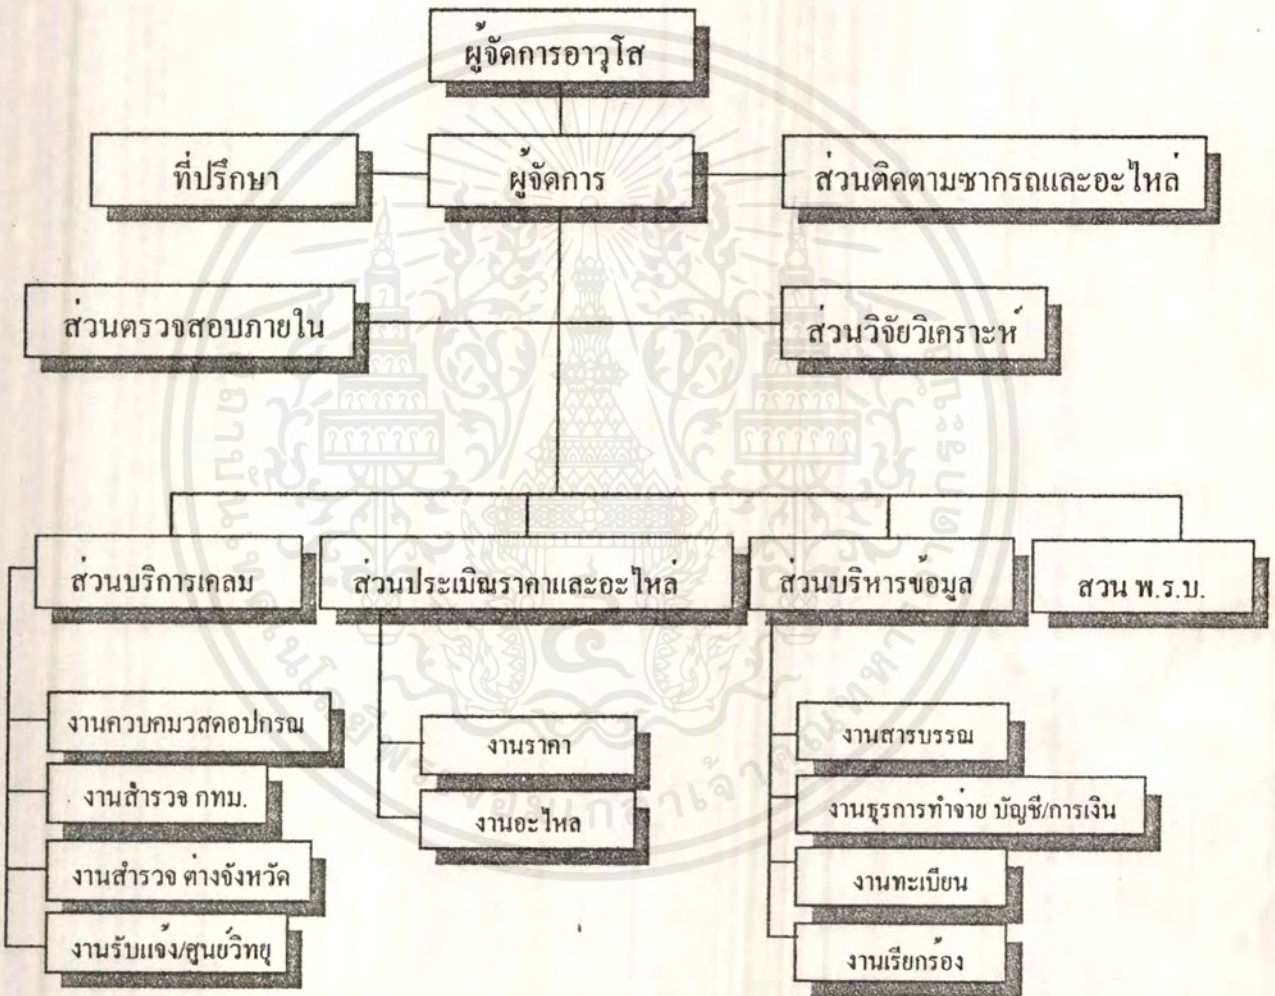 ผู้จัดการอาวุโส
ที่ปรึกษา
ผู้จัดการ
ส่วนติดตามซากรถและอะไหล่
ส่วนตรวจสอบภายใน
ส่วนวิจัยวิเคราะห์
ส่วนบริการเคลม
ส่วนประเมิณราคาและอะไหล่
ส่วนบริหารข้อมูล
สวน พ.ร.บ.
งานควบคมวสดอปกรณ
งานสำรวจ กทม.
งานสำรวจ ต่างจังหวัด
งานรับแจ้ง/ศูนย์วิทยุ
งานราคา
งานอะไหล
งานสารบรรณ
งานธุรการทำจ่าย บัญชี/การเงิน
งานทะเบียน
งานเรียกร้อง